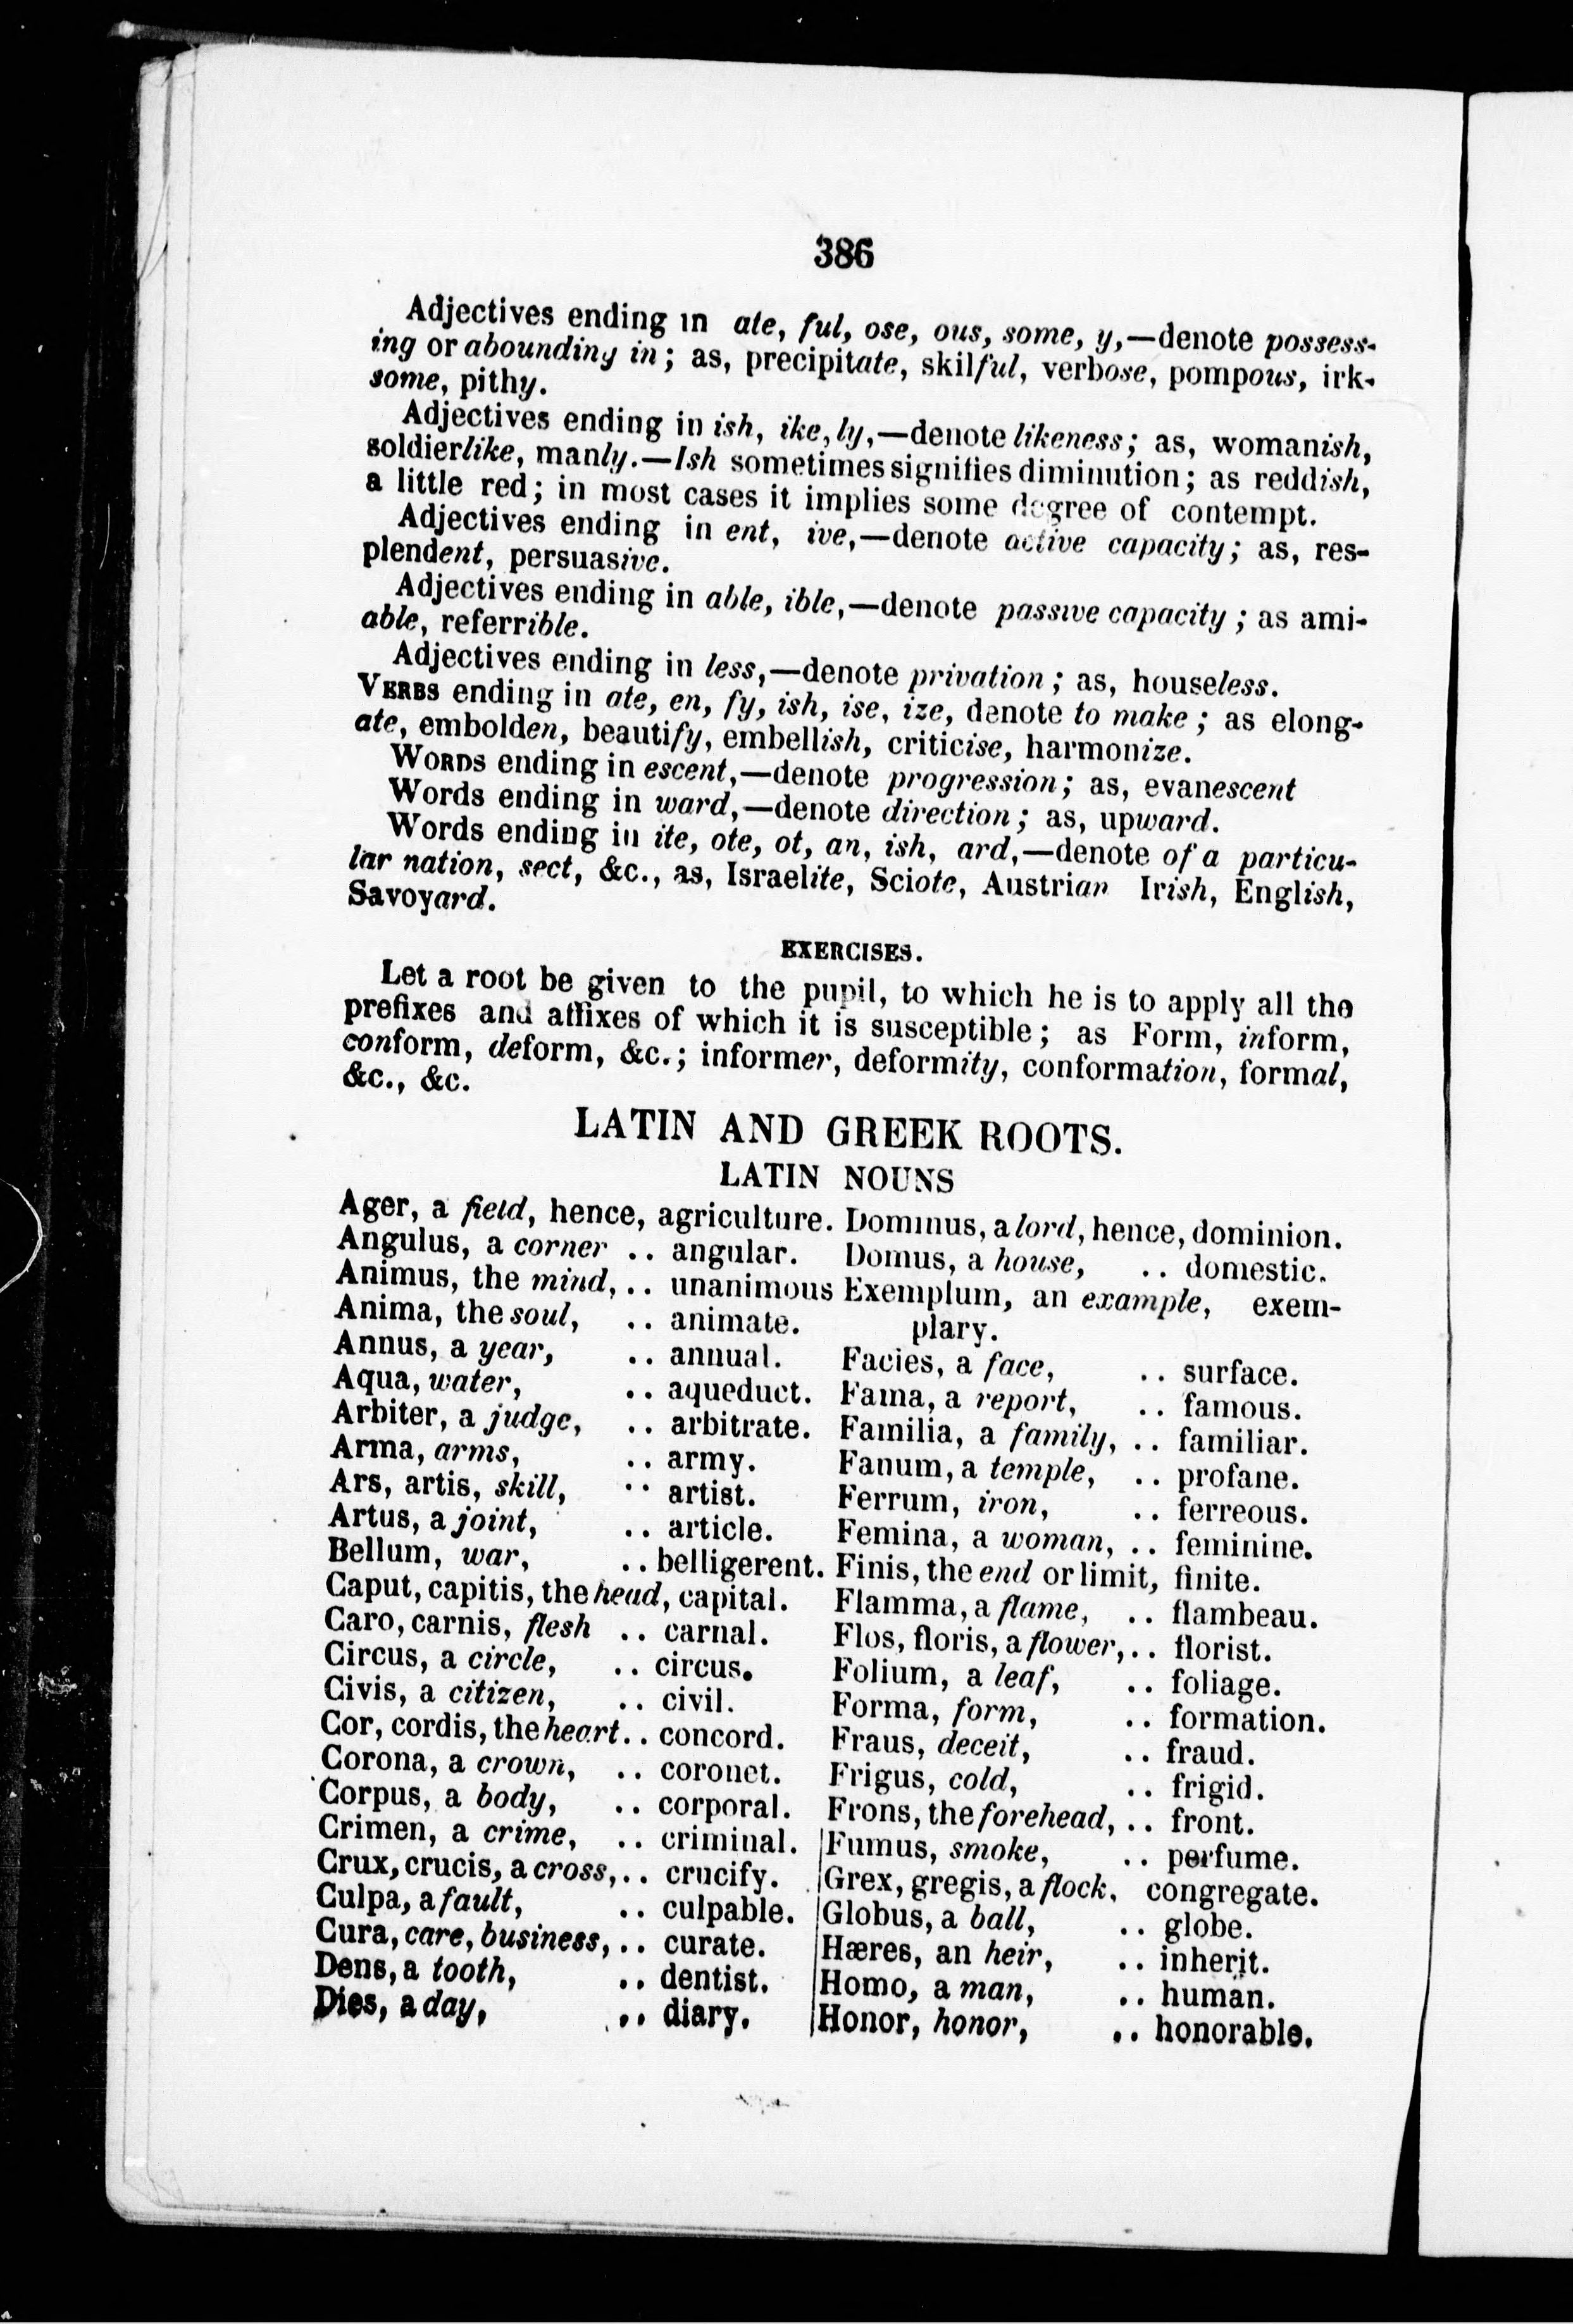 386
Adjectives ending in ate, ful, ose, ous, some, y,—denote possess-
ing or abounding in; as, precipitate, skilful, verbose, pompous, irk-
some, pithy.
Adjectives ending in ish, ike, ly,—denote likeness; as, womanish,
soldierlike, manly.—Ish sometimes signifies diminution; as reddish,
a little red; in most cases it implies some degree of contempt.
Adjectives ending in ent, ive,—denote active capacity; as, res-
plendent, persuasive.
Adjectives ending in able, ible,—denote passive capacity; as ami-
able, referrible.
Adjectives ending in less,—denote privation; as, houseless.
VERBS ending in ate, en, fy, ish, ise, ize, denote to make; as elong-
ate, embolden, beautify, embellish, criticise, harmonize.
WORDS ending in escent,—denote progression; as, evanescent
Words ending in ward,—denote direction; as, upward.
Words ending in ite, ote, ot, an, ish, ard,—denote of a particu-
lar nation, sect, &c., as, Israelite, Sciote, Austrian Irish, English,
Savoyard.
EXERCISES.
Let a root be given to the pupil, to which he is to apply all the
prefixes and affixes of which it is susceptible; as Form, inform,
conform, deform, &c.; informer, deformity, conformation, formal,
&c., &c.
LATIN AND GREEK ROOTS.
LATIN NOUNS
Ager, a field, hence, agriculture.
Angulus, a corner .. angular.
Animus, the mind, .. unanimous
Anima, the soul, .. animate.
Annus, a year, .. annual.
Aqua, water, .. aqueduct.
Arbiter, a judge, .. arbitrate.
Arma, arms, .. army.
Ars, artis, skill, .. artist.
Artus, a joint, .. article.
Bellum, war, .. belligerent.
Caput, capitis, the head, capital.
Caro, carnis, flesh .. carnal.
Circus, a circle, .. circus.
Civis, a citizen, .. civil.
Cor, cordis, the heart .. concord.
Corona, a crown, .. coronet.
Corpus, a body, .. corporal.
Crimen, a crime, .. criminal.
Crux, crucis, a cross, .. crucify.
Culpa, a fault, .. culpable.
Cura, care, business, .. curate.
Dens, a tooth, .. dentist.
Dies, a day, .. diary.
Dominus, a lord, hence, dominion.
Domus, a house, .. domestic.
Exemplum, an example, exem-
plary.
Facies, a face, .. surface.
Fama, a report, .. famous.
Familia, a family, .. familiar.
Fanum, a temple, .. profane.
Ferrum, iron, .. ferreous.
Femina, a woman, .. feminine.
Finis, the end or limit, finite.
Flamma, a flame, .. flambeau.
Flos, floris, a flower, .. florist.
Folium, a leaf, .. foliage.
Forma, form, .. formation.
Fraus, deceit, .. fraud.
Frigus, cold, .. frigid.
Frons, the forehead, .. front.
Fumus, smoke, .. perfume.
Grex, gregis, a flock, congregate.
Globus, a ball, .. globe.
Hæres, an heir, .. inherit.
Homo, a man, .. human.
Honor, honor, .. honorable.